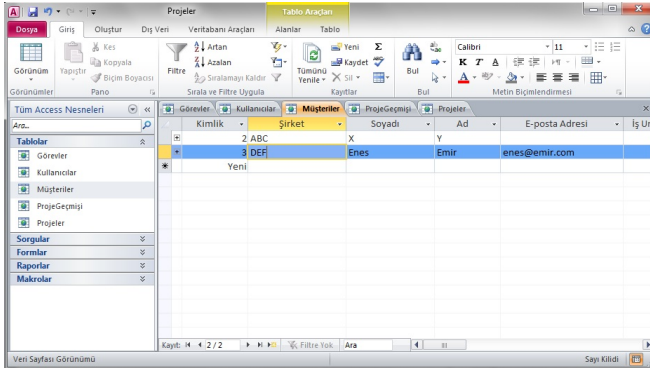 Projeler
Tablo Araçları
Dosya Giriş Oluştur Dış Veri Veritabanı Araçları Alanlar Tablo
Görünüm
Görünümler
Yapıştır
Kes
Kopyala
Biçim Boyacısı
Pano
Filtre
Artan
Azalan
Sıralamayı Kaldır
Sırala ve Filtre Uygula
Tümünü Yenile
Yeni
Kaydet
Sil
Kayıtlar
Bul
Bul
Calibri 11
K T A
Metin Biçimlendirmesi
Tüm Access Nesneleri
Ara...
Tablolar
Görevler
Kullanıcılar
Müşteriler
ProjeGeçmişi
Projeler
Sorgular
Formlar
Raporlar
Makrolar
Görevler Kullanıcılar Müşteriler ProjeGeçmişi Projeler
Kimlik Şirket Soyadı Ad E-posta Adresi
2 ABC X Y
3 DEF Enes Emir enes@emir.com
Yeni
Kayıt: 2 / 2 Filtre Yok Ara
Veri Sayfası Görünümü
Sayı Kilidi